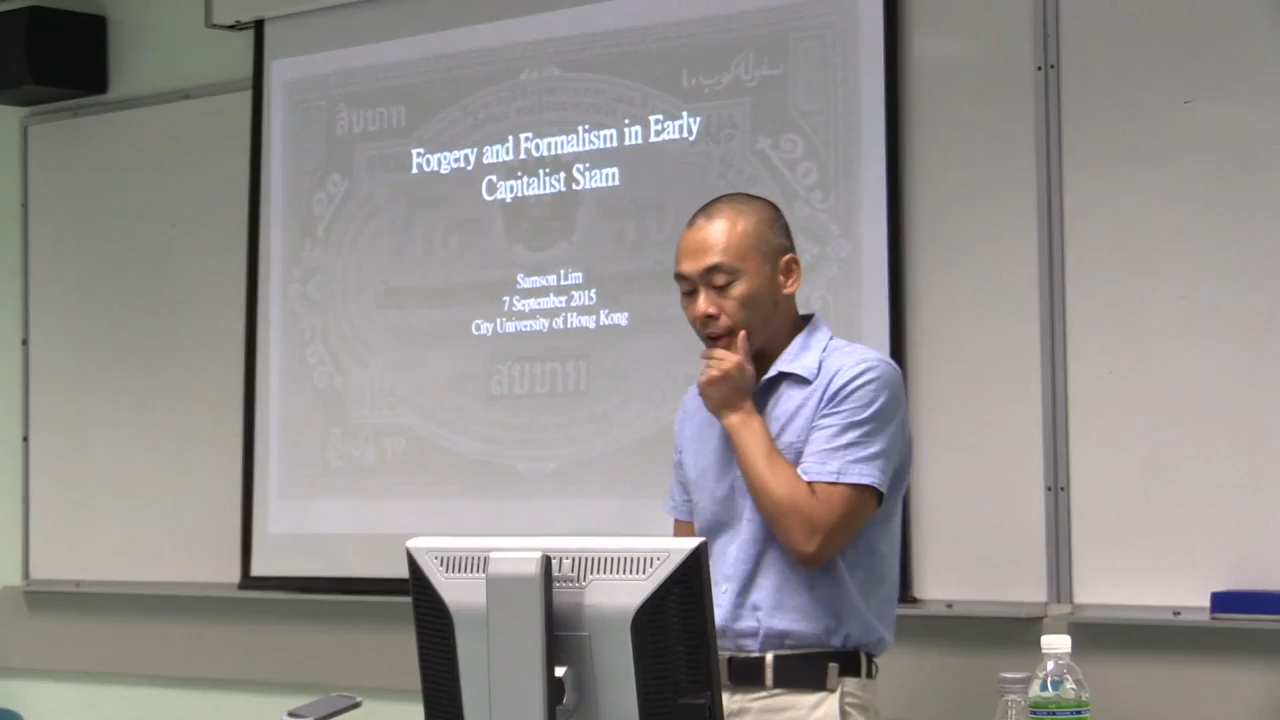 สิบบาท
Forgery and Formalism in Early
Capitalist Siam
Samson Lim
7 September 2015
City University of Hong Kong
สิบบาท